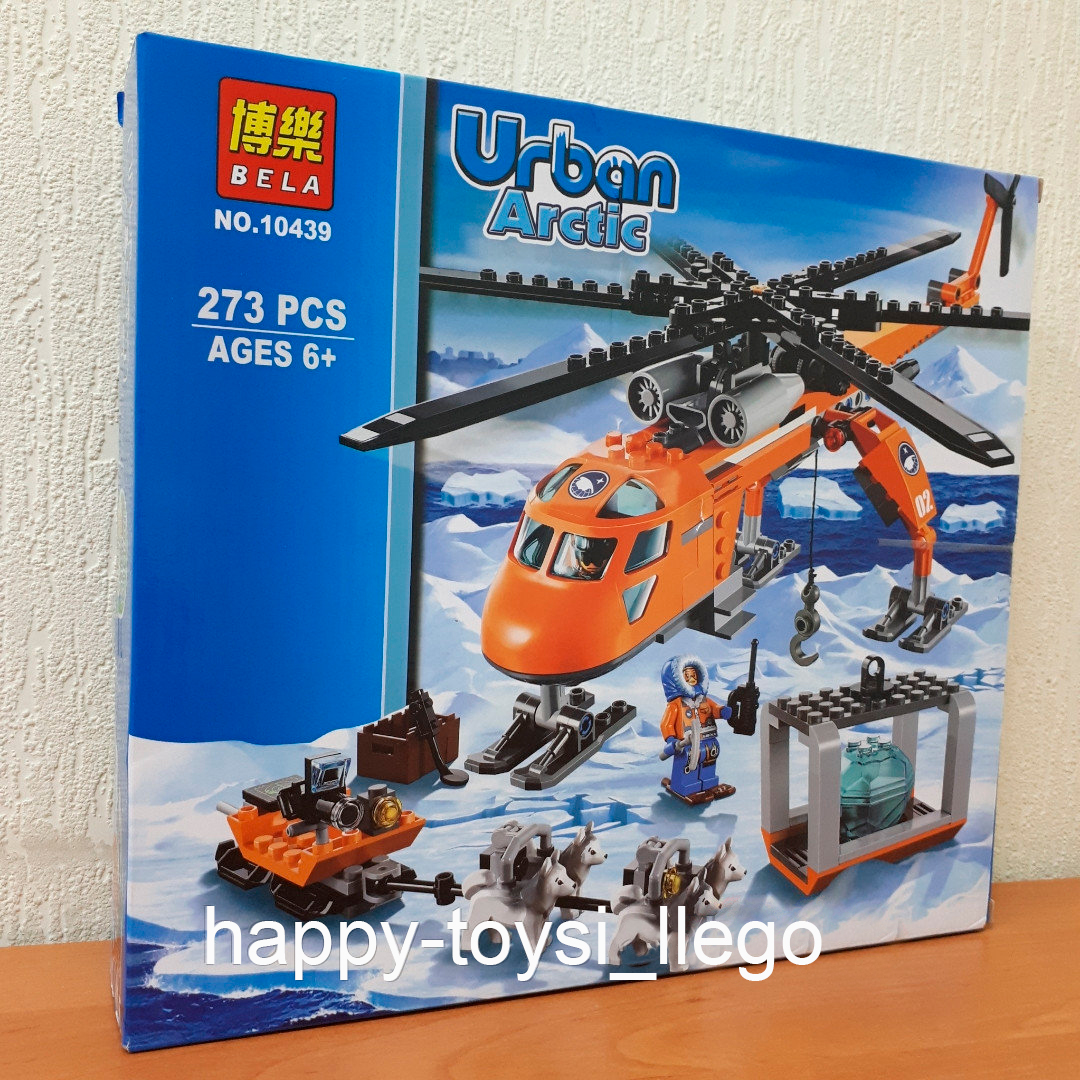 博樂
BELA
NO.10439
273 PCS
AGES 6+
Urban
Arctic
02
happy-toysi_llego